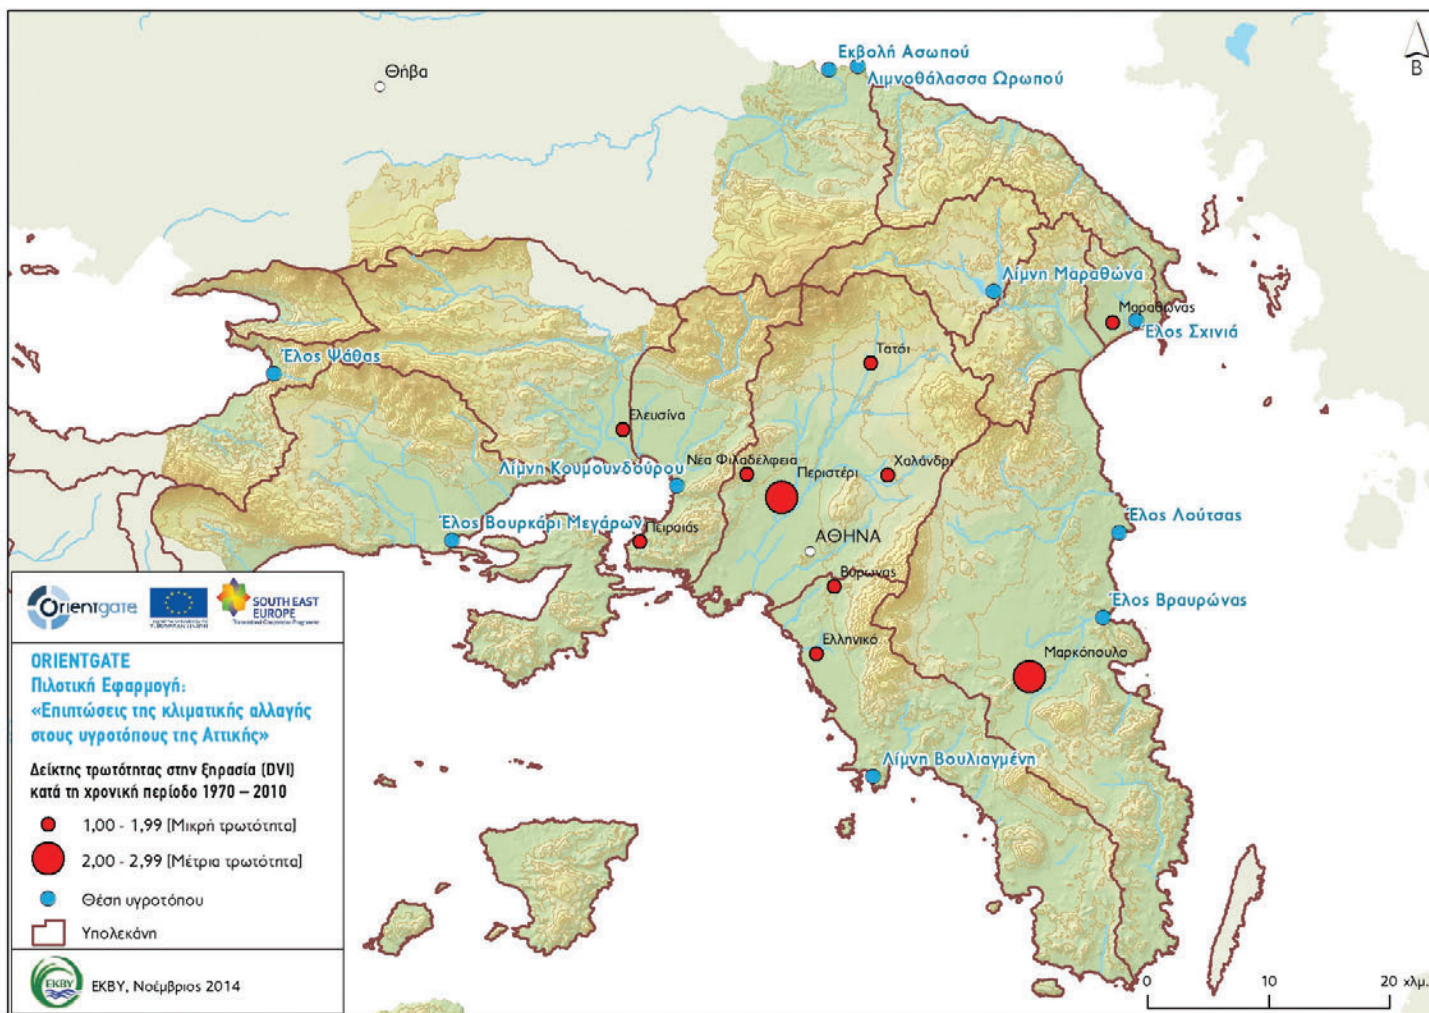 Εκβολή Ασωπού
Θήβα
Λιμνοθάλασσα Ωρωπού
Β
Λίμνη Μαραθώνα
Μαραθώνας
Έλος Σχινιά
Έλος Ψάθας
Τατόι
Ελευσίνα
Νέα Φιλαδέλφεια
Χαλάνδρι
Λίμνη Κουμουνδούρου
Περιστέρι
Έλος Βουρκάρι Μεγάρων
Πειραιάς
Έλος Λούτσας
ΑΘΗΝΑ
Βύρωνας
Έλος Βραυρώνας
Ελληνικό
Μαρκόπουλο
Λίμνη Βουλιαγμένη
Orientgate
SOUTH EAST
EUROPE
ORIENTGATE
Πιλοτική Εφαρμογή:
«Επιπτώσεις της κλιματικής αλλαγής
στους υγροτόπους της Αττικής»
Δείκτης τρωτότητας στην ξηρασία (DVI)
κατά τη χρονική περίοδο 1970 – 2010
1,00 - 1,99 [Μικρή τρωτότητα]
2,00 - 2,99 [Μέτρια τρωτότητα]
Θέση υγροτόπου
Υπολεκάνη
ΕΚΒΥ
ΕΚΒΥ, Νοέμβριος 2014
0 10 20 χλμ.